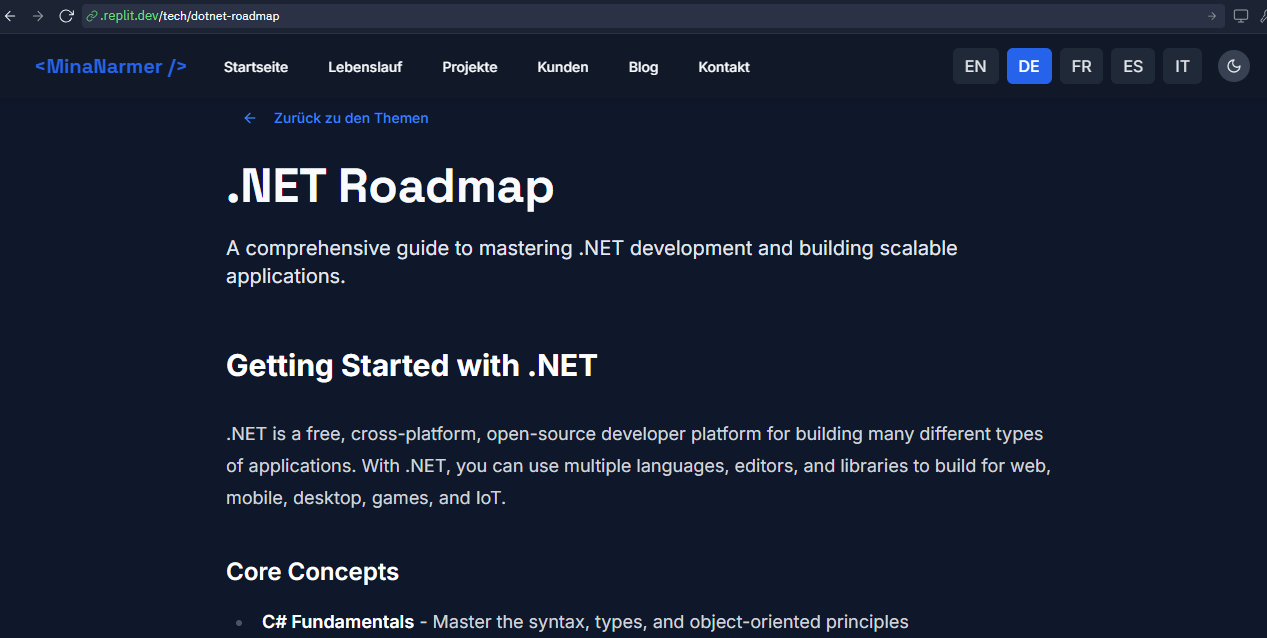 .replit.dev/tech/dotnet-roadmap
<MinaNarmer />
Startseite
Lebenslauf
Projekte
Kunden
Blog
Kontakt
EN
DE
FR
ES
IT
← Zurück zu den Themen
.NET Roadmap
A comprehensive guide to mastering .NET development and building scalable
applications.
Getting Started with .NET
.NET is a free, cross-platform, open-source developer platform for building many different types
of applications. With .NET, you can use multiple languages, editors, and libraries to build for web,
mobile, desktop, games, and IoT.
Core Concepts
• C# Fundamentals - Master the syntax, types, and object-oriented principles